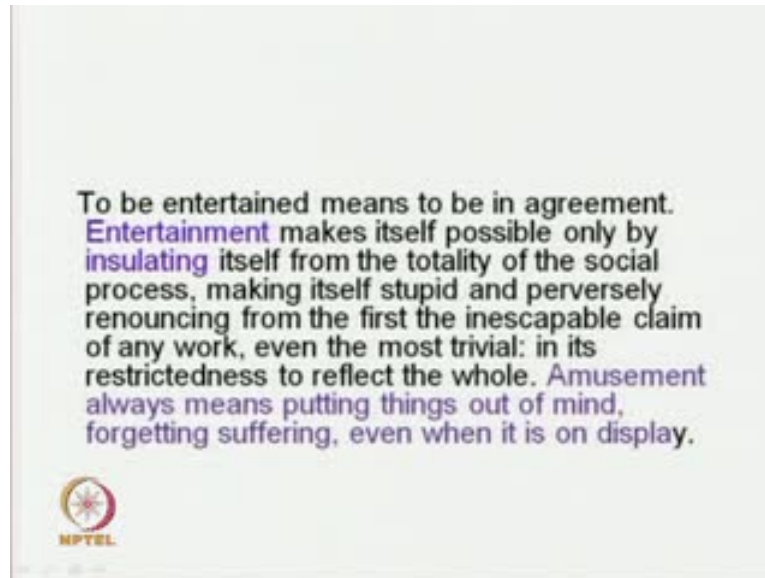 To be entertained means to be in agreement.
Entertainment makes itself possible only by
insulating itself from the totality of the social
process, making itself stupid and perversely
renouncing from the first the inescapable claim
of any work, even the most trivial: in its
restrictedness to reflect the whole. Amusement
always means putting things out of mind,
forgetting suffering, even when it is on display.
NPTEL